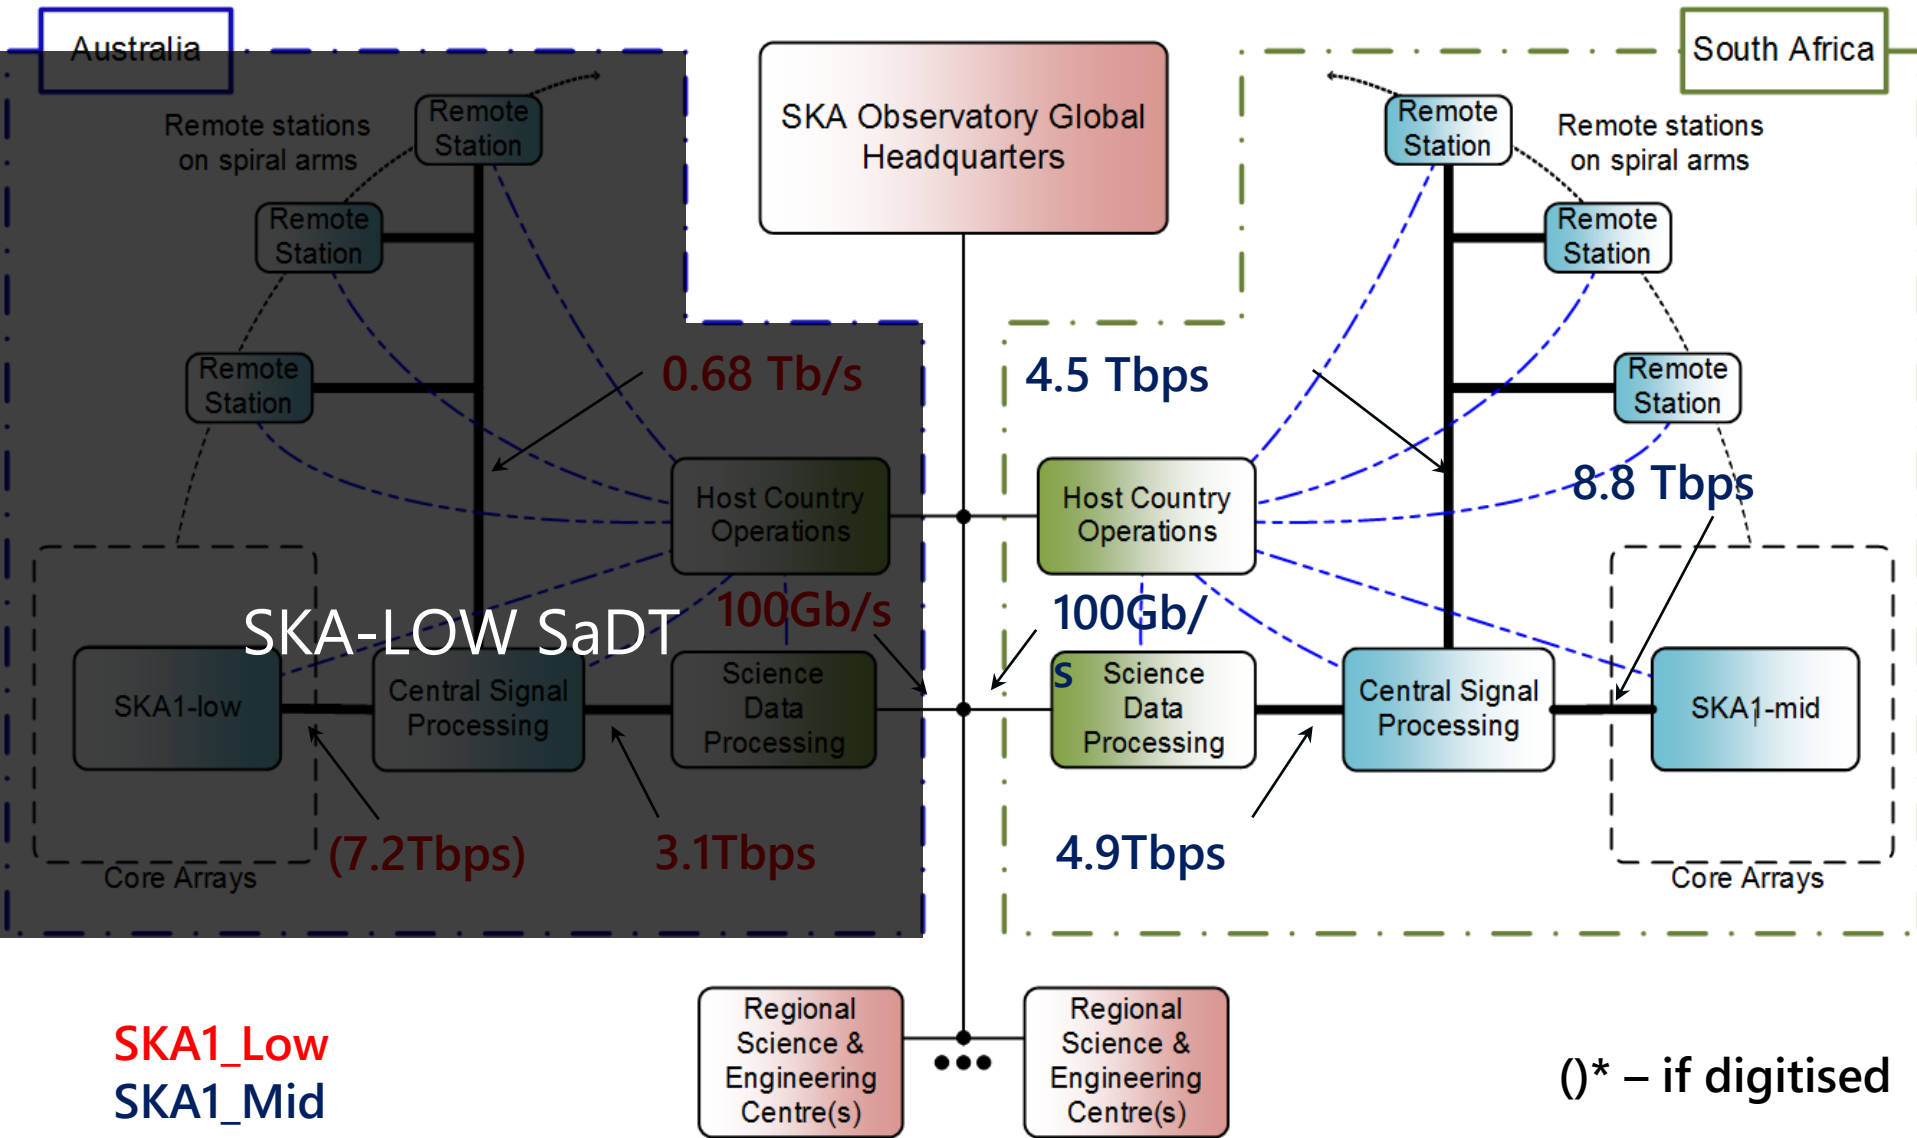 Australia
South Africa
SKA Observatory Global
Headquarters
Remote
Station
Remote stations
on spiral arms
Remote
Station
Remote
Station
0.68 Tb/s
Host Country
Operations
100Gb/s
SKA-LOW SaDT
SKA1-low
Central Signal
Processing
Science
Data
Processing
(7.2Tbps)
3.1Tbps
Core Arrays
Remote
Station
Remote stations
on spiral arms
Remote
Station
Remote
Station
4.5 Tbps
8.8 Tbps
Host Country
Operations
100Gb/
s
Science
Data
Processing
Central Signal
Processing
SKA1-mid
4.9Tbps
Core Arrays
Regional
Science &
Engineering
Centre(s)
Regional
Science &
Engineering
Centre(s)
SKA1_Low
SKA1_Mid
()* – if digitised